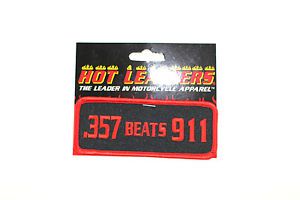 HOT LEATHERS
THE LEADER IN MOTORCYCLE APPAREL™
.357 BEATS 911